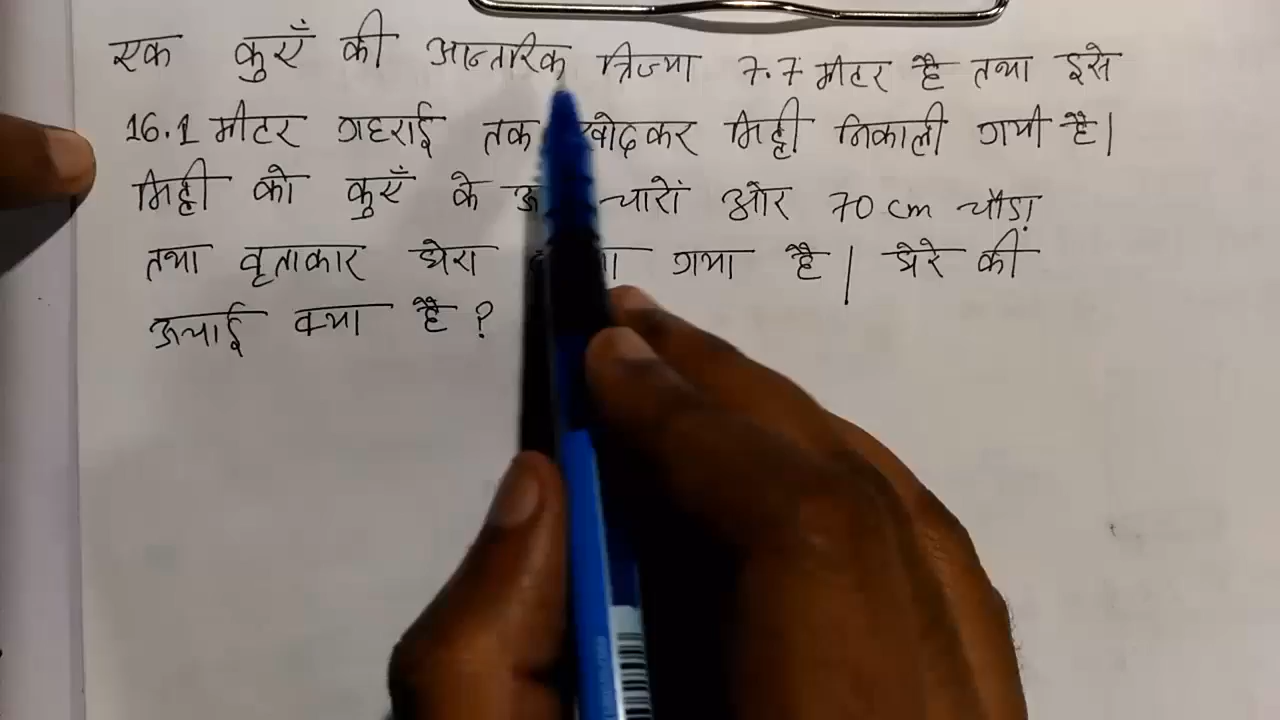 एक कुएँ की आन्तरिक त्रिज्या 7.7 मीटर है तथा इसे
16.1 मीटर गहराई तक खोदकर मिट्टी निकाली गयी है|
मिट्टी को कुएँ के चारों ओर 70 cm चौड़ा
तथा वृताकार घेरा गया है| घेरे की
ऊचाई क्या है?